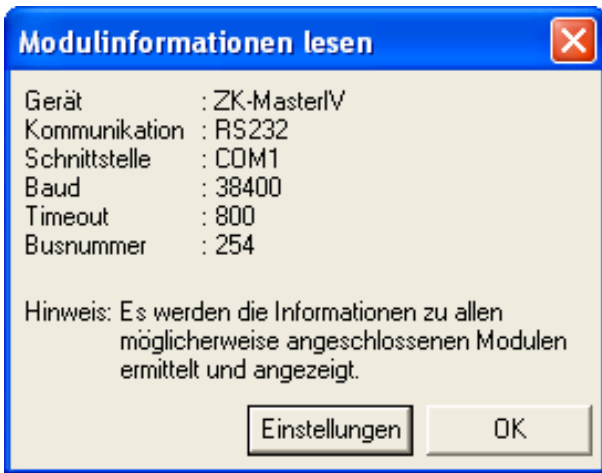 Modulinformationen lesen
Gerät : ZK-MasterIV
Kommunikation : RS232
Schnittstelle : COM1
Baud : 38400
Timeout : 800
Busnummer : 254
Hinweis: Es werden die Informationen zu allen
möglicherweise angeschlossenen Modulen
ermittelt und angezeigt.
Einstellungen OK